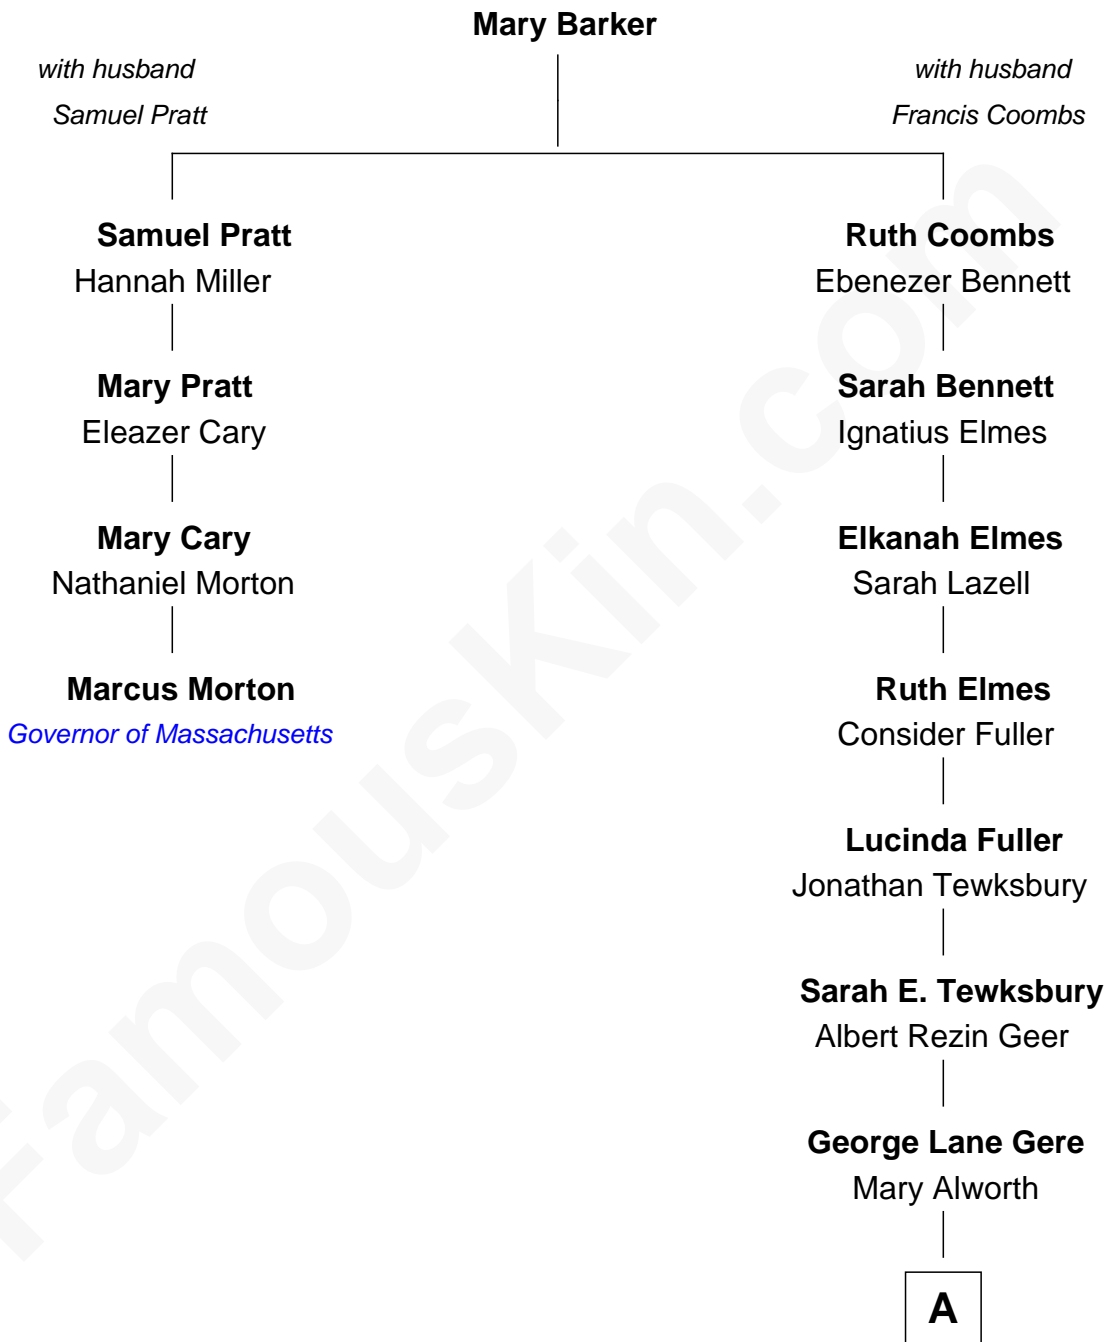 Mary Barker
with husband
Samuel Pratt
with husband
Francis Coombs
Samuel Pratt
Hannah Miller
Mary Pratt
Eleazer Cary
Mary Cary
Nathaniel Morton
Marcus Morton
Governor of Massachusetts
Ruth Coombs
Ebenezer Bennett
Sarah Bennett
Ignatius Elmes
Elkanah Elmes
Sarah Lazell
Ruth Elmes
Consider Fuller
Lucinda Fuller
Jonathan Tewksbury
Sarah E. Tewksbury
Albert Rezin Geer
George Lane Gere
Mary Alworth
A
FamousKin.com